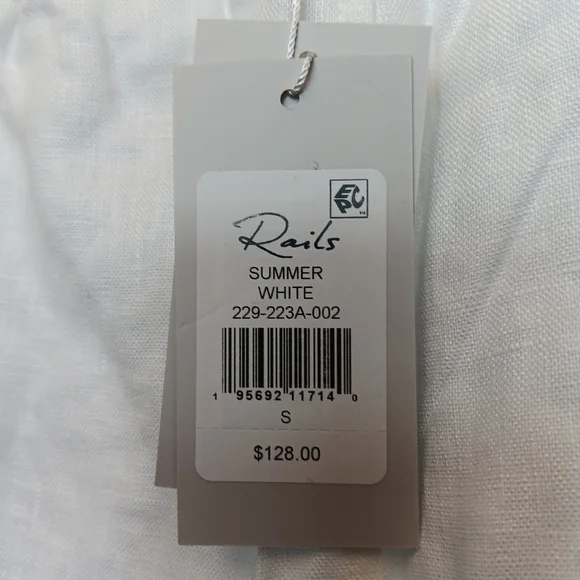 EPC
Rails
SUMMER
WHITE
229-223A-002
1 95692 11714 0
S
$128.00